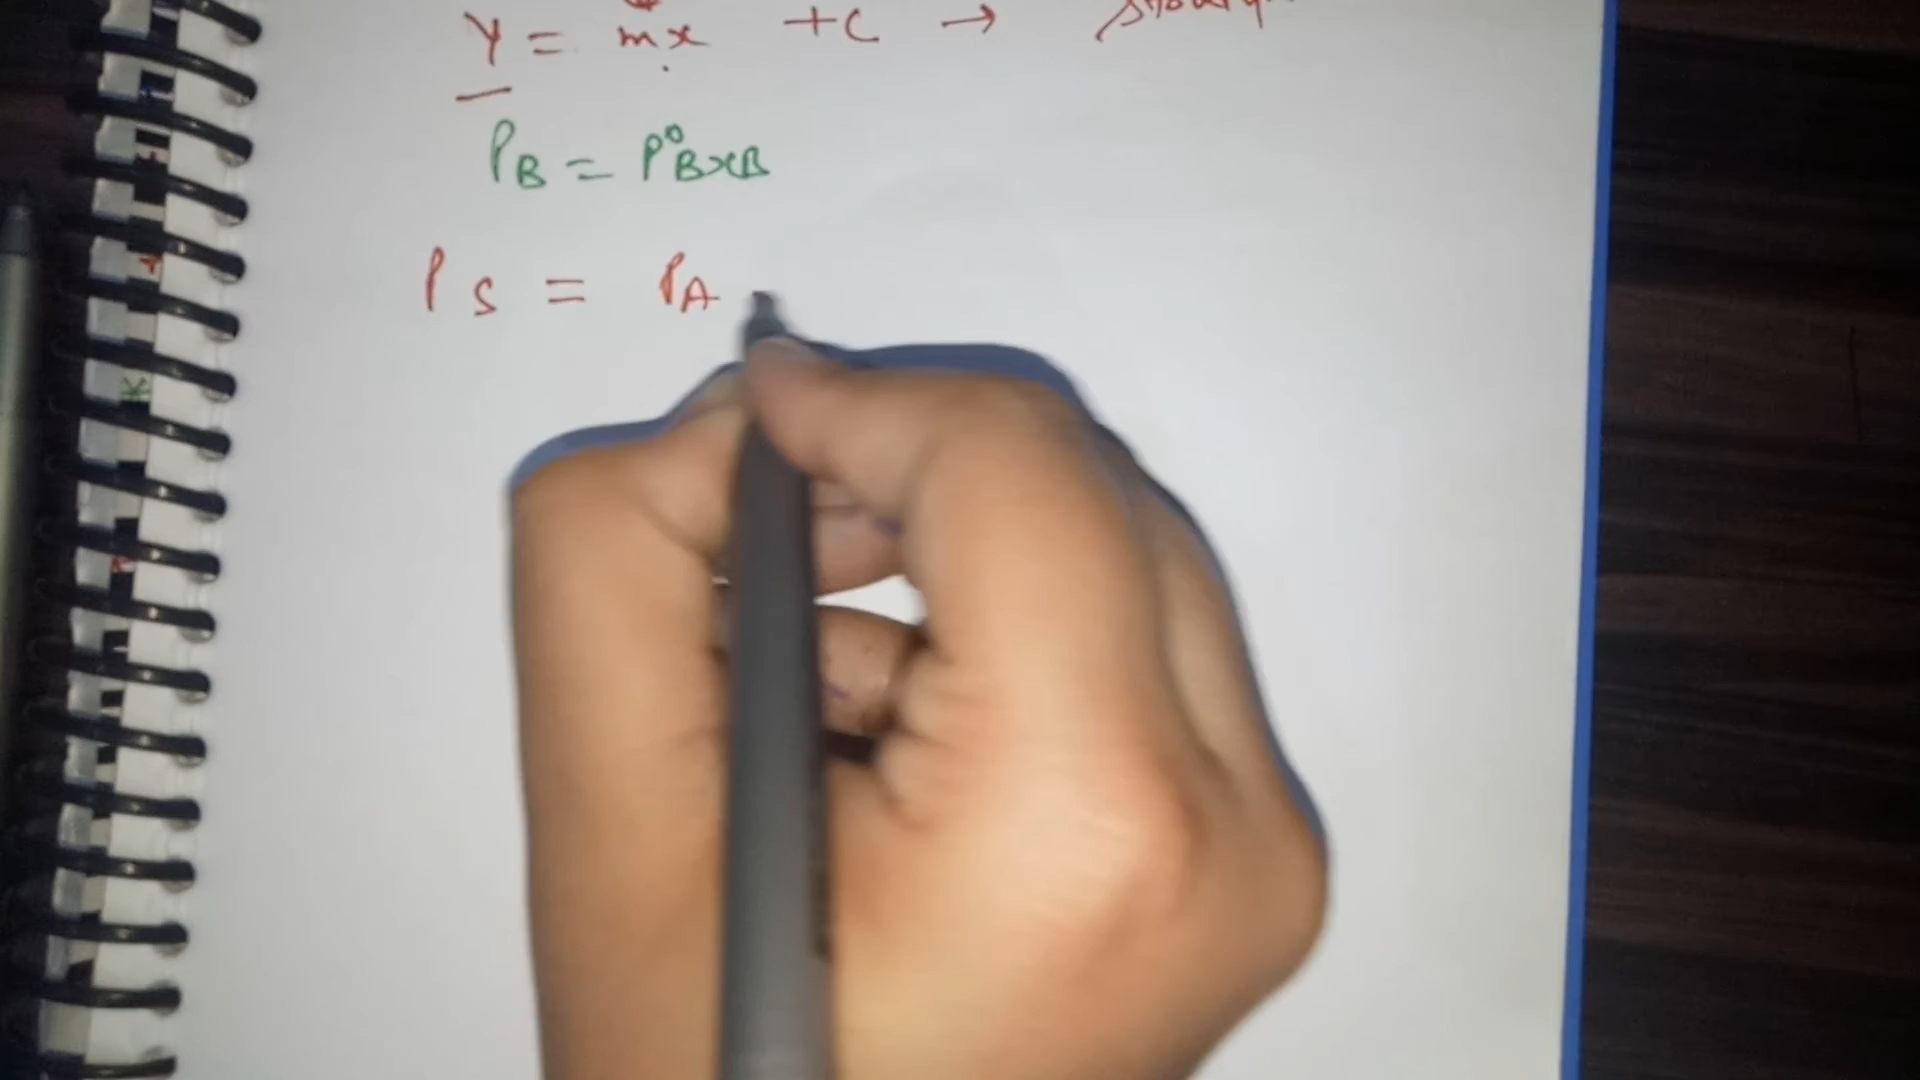 Y = mx + C →
PB = P°BxB
PS = PA